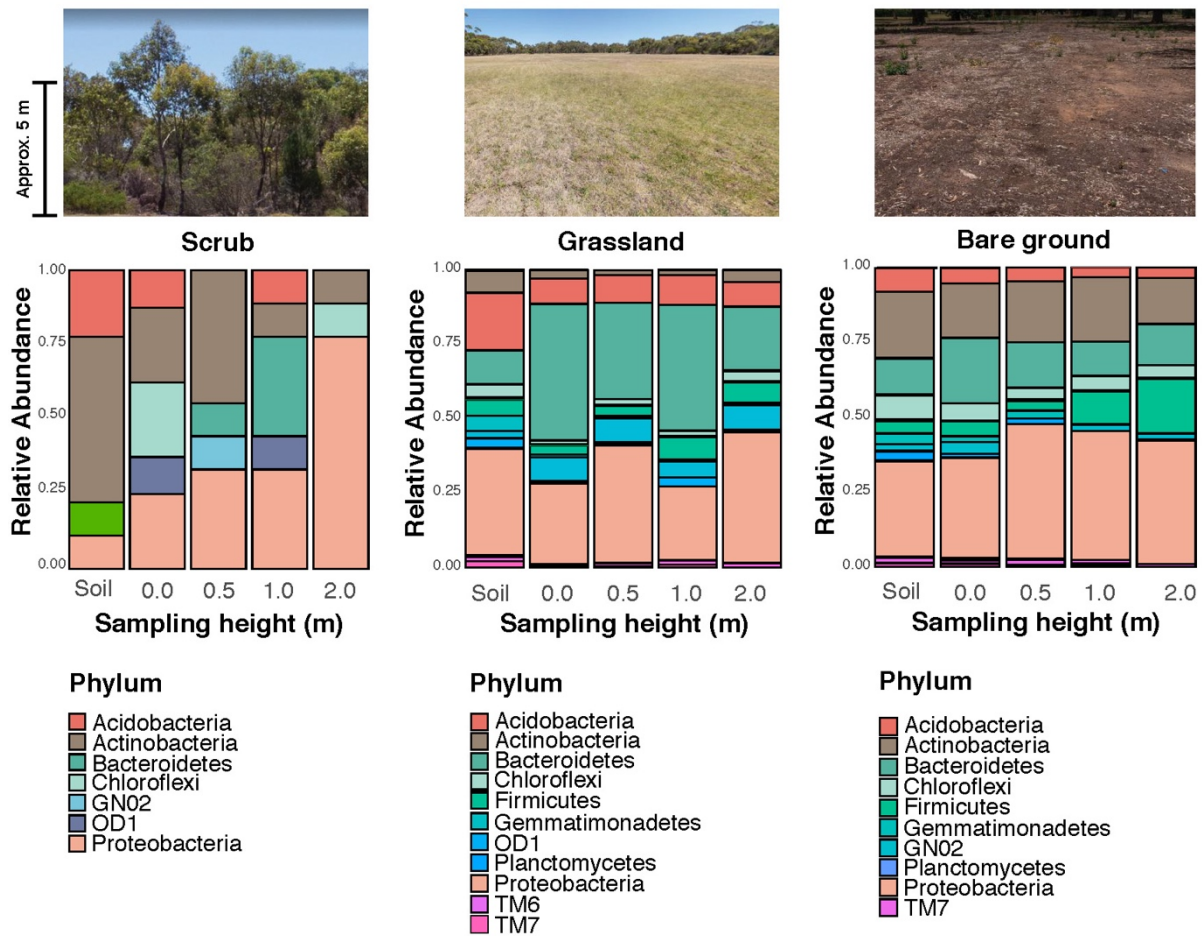 Approx. 5 m
Scrub
Grassland
Bare ground
Relative Abundance
1.00
0.75
0.50
0.25
0.00
Soil 0.0 0.5 1.0 2.0
Sampling height (m)
Relative Abundance
1.00
0.75
0.50
0.25
0.00
Soil 0.0 0.5 1.0 2.0
Sampling height (m)
Relative Abundance
1.00
0.75
0.50
0.25
0.00
Soil 0.0 0.5 1.0 2.0
Sampling height (m)
Phylum
Acidobacteria
Actinobacteria
Bacteroidetes
Chloroflexi
GN02
OD1
Proteobacteria
Phylum
Acidobacteria
Actinobacteria
Bacteroidetes
Chloroflexi
Firmicutes
Gemmatimonadetes
OD1
Planctomycetes
Proteobacteria
TM6
TM7
Phylum
Acidobacteria
Actinobacteria
Bacteroidetes
Chloroflexi
Firmicutes
Gemmatimonadetes
GN02
Planctomycetes
Proteobacteria
TM7